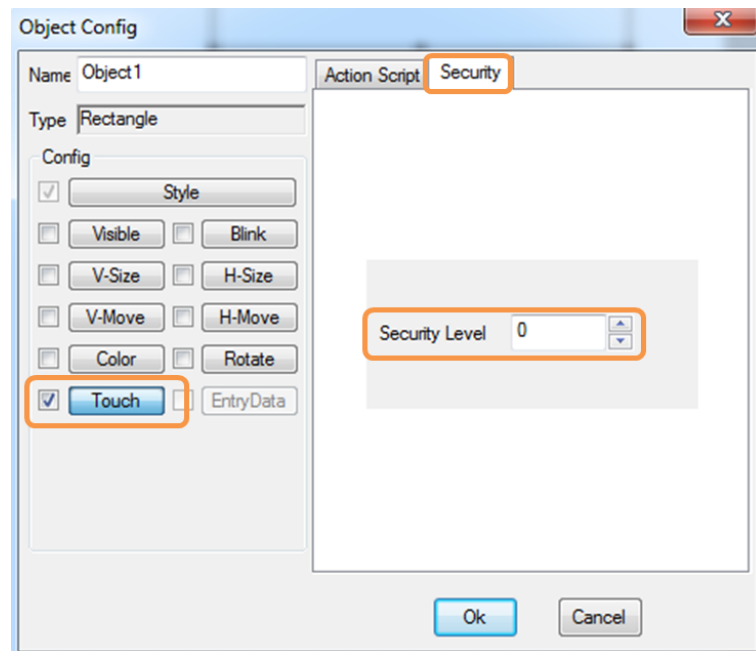 Object Config
Name Object1
Type Rectangle
Config
Style
Visible Blink
V-Size H-Size
V-Move H-Move
Color Rotate
Touch EntryData
Action Script Security
Security Level 0
Ok Cancel